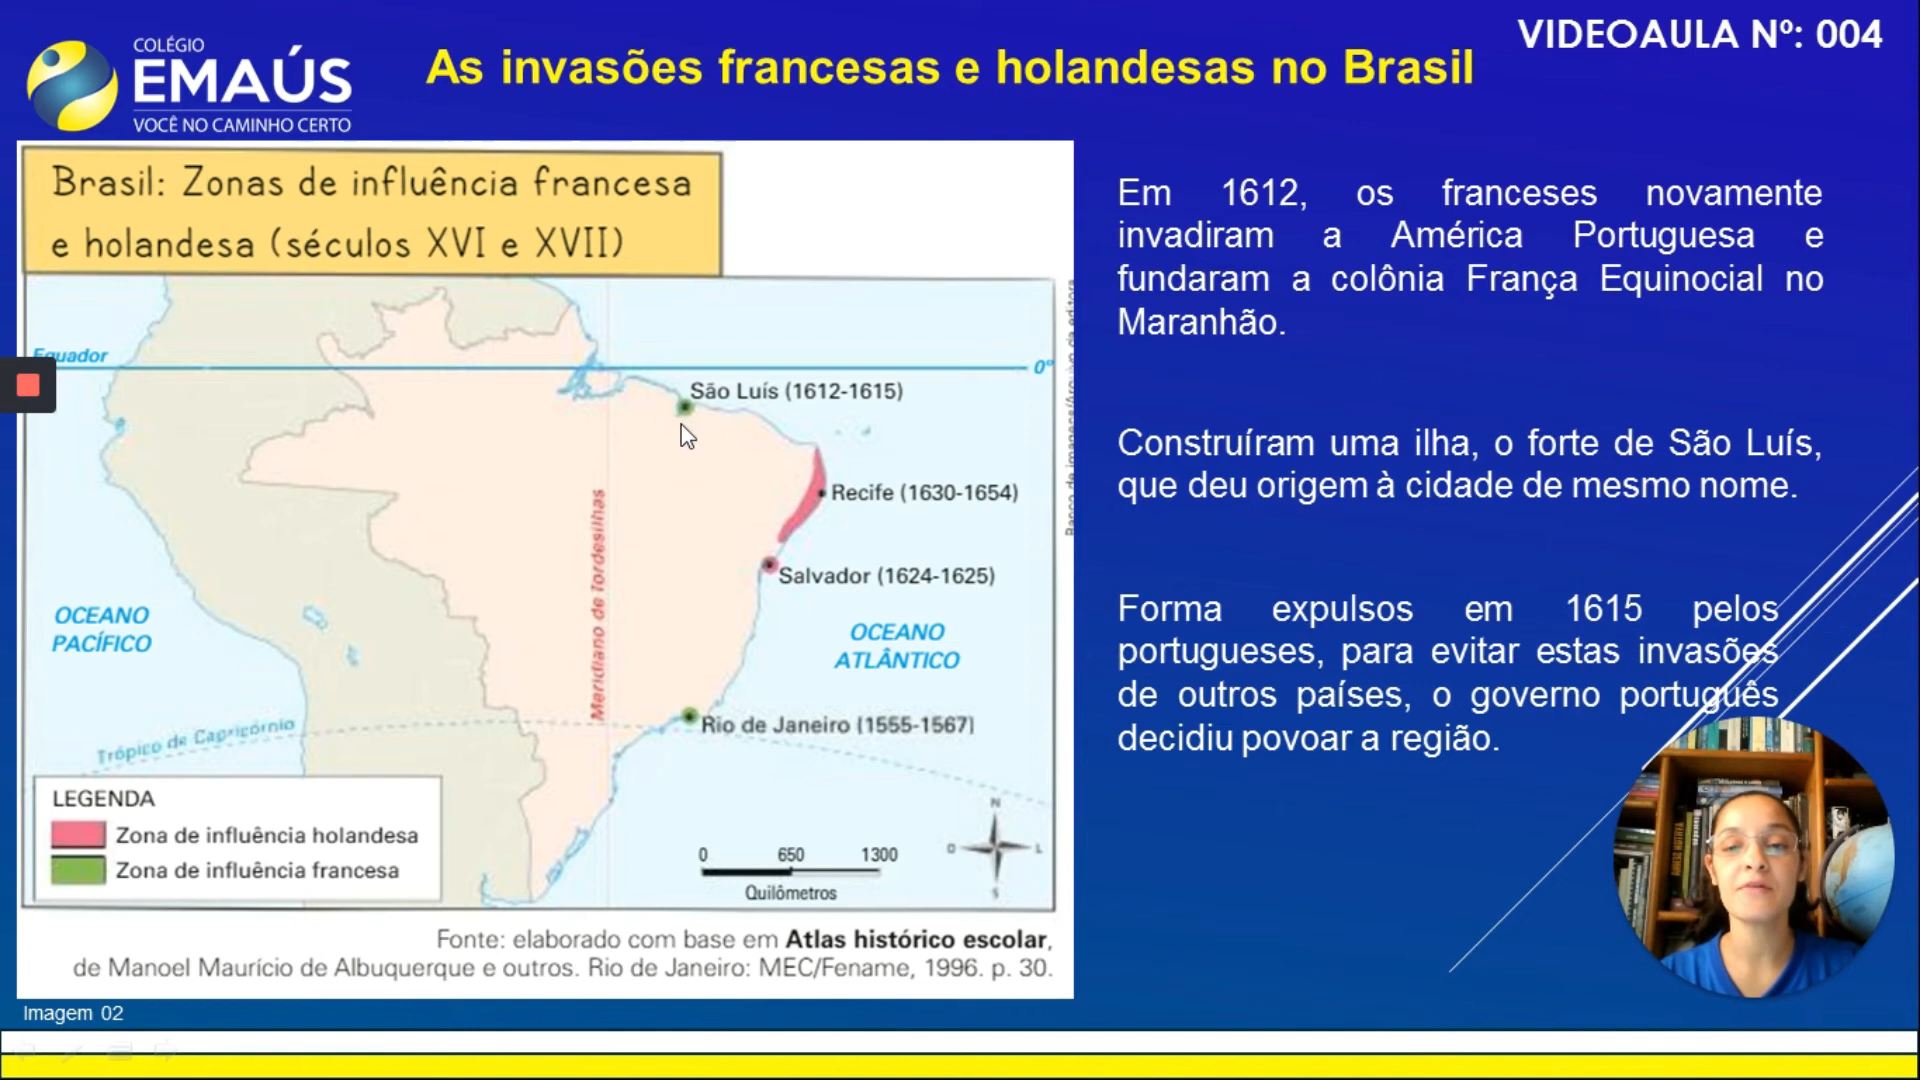 VIDEOAULA Nº: 004
COLÉGIO
EMAÚS
VOCÊ NO CAMINHO CERTO
As invasões francesas e holandesas no Brasil
Brasil: Zonas de influência francesa
e holandesa (séculos XVI e XVII)
Equador
0°
São Luís (1612-1615)
Recife (1630-1654)
Salvador (1624-1625)
Meridiano de Tordesilhas
OCEANO
PACÍFICO
OCEANO
ATLÂNTICO
Rio de Janeiro (1555-1567)
Trópico de Capricórnio
LEGENDA
Zona de influência holandesa
Zona de influência francesa
0 650 1300
Quilômetros
N
O L
S
Banco de imagens/Arquivo da editora
Fonte: elaborado com base em Atlas histórico escolar,
de Manoel Maurício de Albuquerque e outros. Rio de Janeiro: MEC/Fename, 1996. p. 30.
Imagem 02
Em 1612, os franceses novamente
invadiram a América Portuguesa e
fundaram a colônia França Equinocial no
Maranhão.
Construíram uma ilha, o forte de São Luís,
que deu origem à cidade de mesmo nome.
Forma expulsos em 1615 pelos
portugueses, para evitar estas invasões
de outros países, o governo português
decidiu povoar a região.